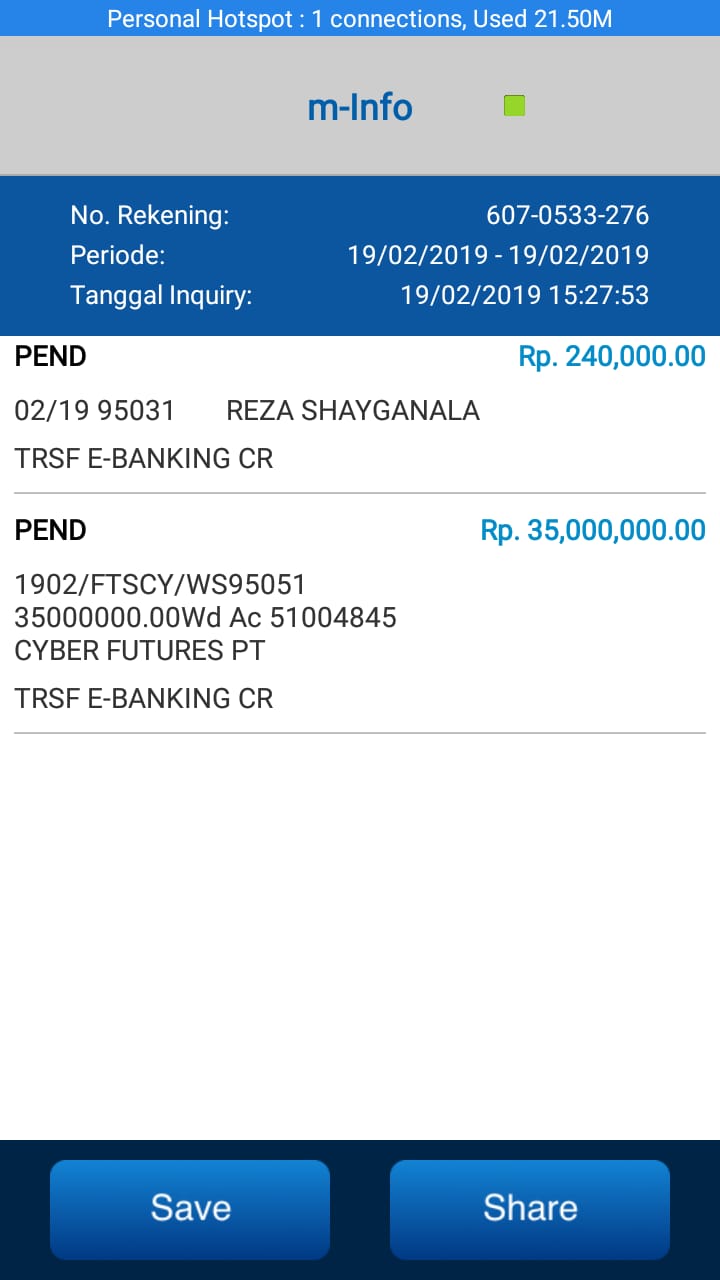 Personal Hotspot : 1 connections, Used 21.50M
m-Info
No. Rekening: 607-0533-276
Periode: 19/02/2019 - 19/02/2019
Tanggal Inquiry: 19/02/2019 15:27:53
PEND Rp. 240,000.00
02/19 95031 REZA SHAYGANALA
TRSF E-BANKING CR
PEND Rp. 35,000,000.00
1902/FTSCY/WS95051
35000000.00Wd Ac 51004845
CYBER FUTURES PT
TRSF E-BANKING CR
Save Share